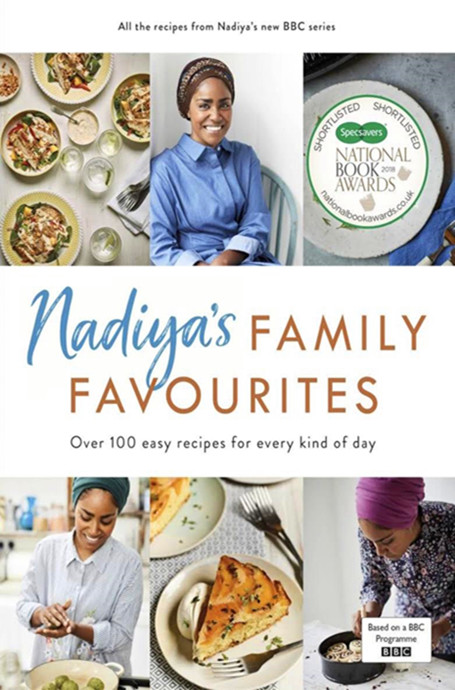 All the recipes from Nadiya's new BBC series
SHORTLISTED SHORTLISTED
Specsavers
NATIONAL
BOOK 2018
AWARDS
nationalbookawards.co.uk
Nadiya's FAMILY
FAVOURITES
Over 100 easy recipes for every kind of day
Based on a BBC
Programme
BBC